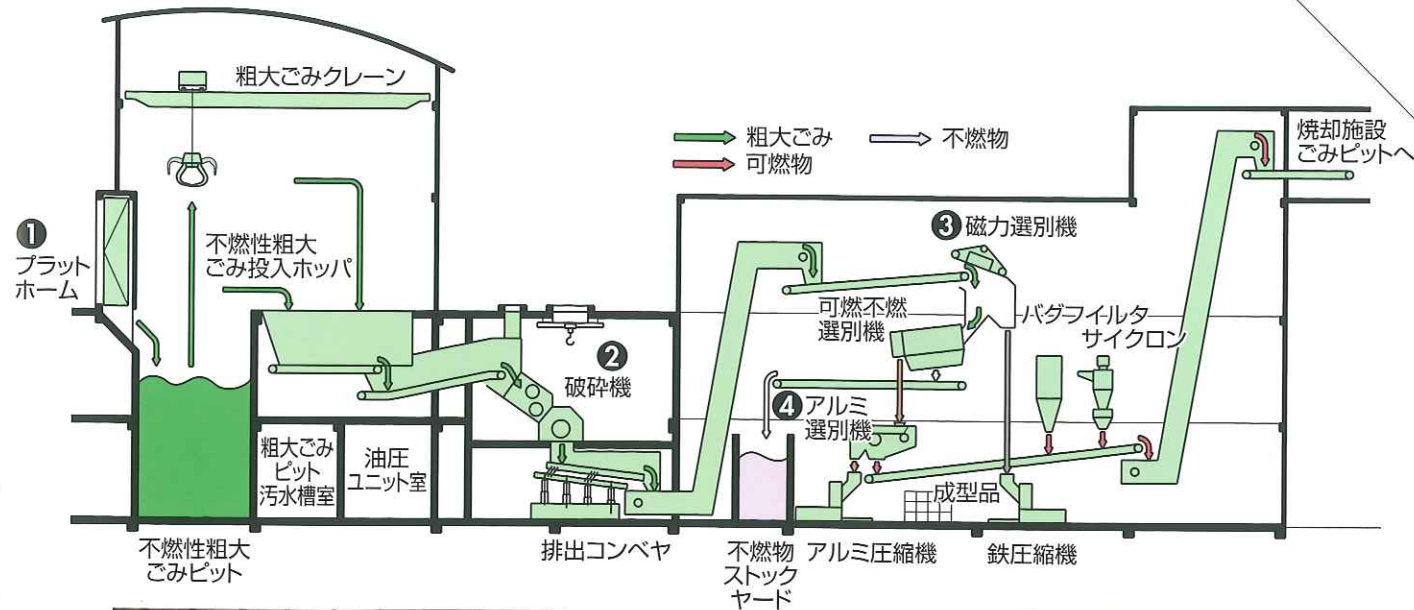 粗大ごみクレーン
粗大ごみ
不燃物
可燃物
焼却施設
ごみピットへ
❶
プラット
ホーム
不燃性粗大
ごみ投入ホッパ
❸磁力選別機
可燃不燃
選別機
バグフイルタ
サイクロン
❷
破砕機
❹アルミ
選別機
粗大ごみ
ピット
汚水槽室
油圧
ユニット室
成型品
不燃性粗大
ごみピット
排出コンベヤ
不燃物
ストック
ヤード
アルミ圧縮機
鉄圧縮機